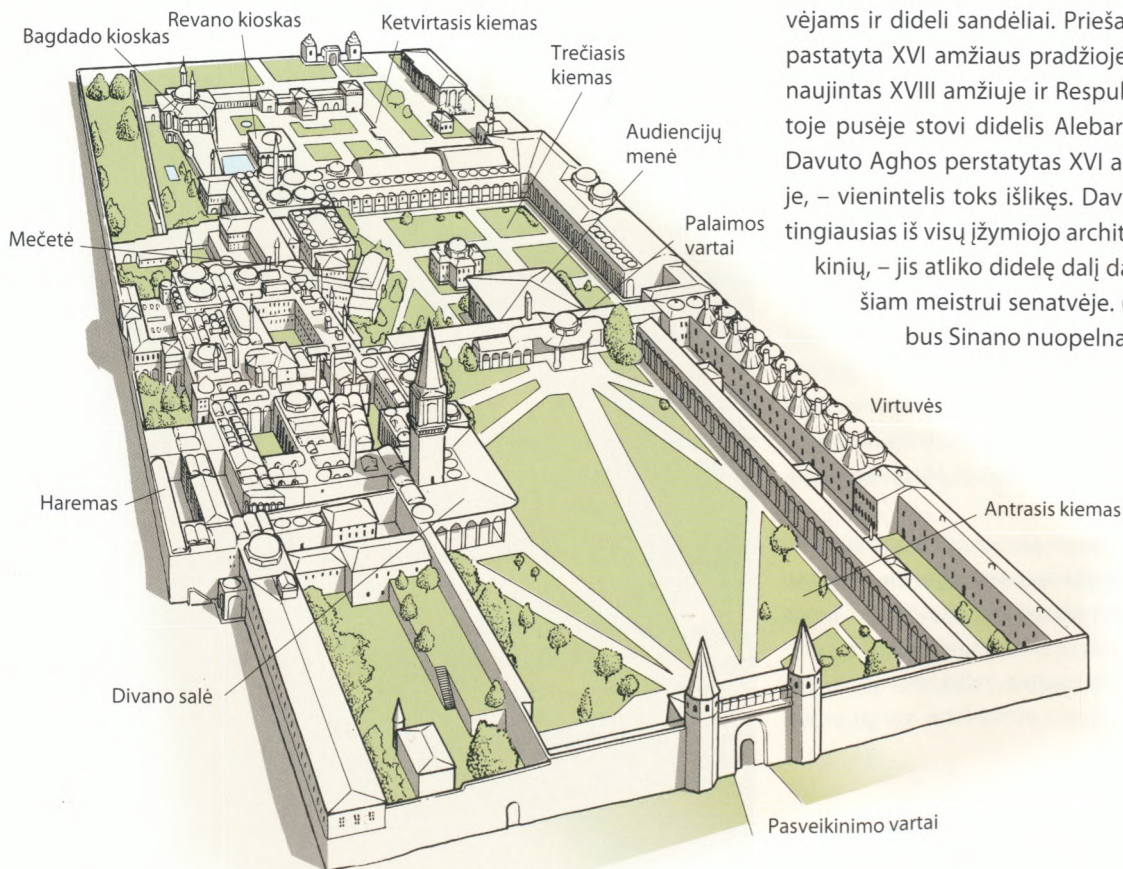 Revano kioskas
Ketvirtasis kiemas
Bagdado kioskas
Trečiasis
kiemas
Audiencijų
menė
Palaimos
vartai
Mečetė
Virtuvės
Haremas
Antrasis kiemas
Divano salė
Pasveikinimo vartai
vėjams ir dideli sandėliai. Prieša
pastatyta XVI amžiaus pradžioje
naujintas XVIII amžiuje ir Respul
toje pusėje stovi didelis Alebar
Davuto Aghos perstatytas XVI a
je, – vienintelis toks išlikęs. Dav
tingiausias iš visų įžymiojo archit
kinių, – jis atliko didelę dalį da
šiam meistrui senatvėje.
bus Sinano nuopelna